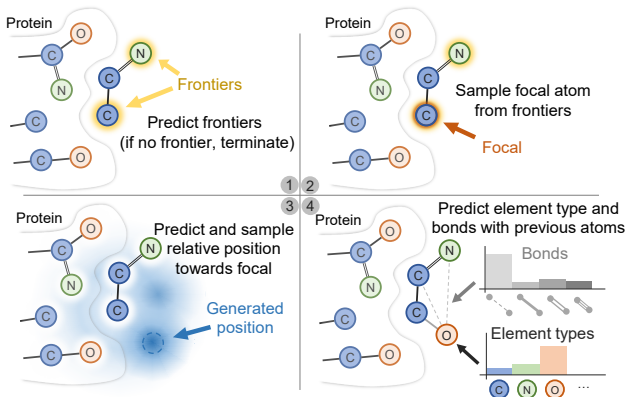 Protein
O
C
N
C
C
O
N
C
C
Frontiers
Predict frontiers
(if no frontier, terminate)
1
Protein
O
C
N
C
C
O
N
C
C
Sample focal atom
from frontiers
Focal
2
3
Protein
O
C
N
C
C
O
N
C
C
Predict and sample
relative position
towards focal
Generated
position
4
Protein
O
C
N
C
C
O
N
C
C
O
Predict element type and
bonds with previous atoms
Bonds
Element types
C N O ...